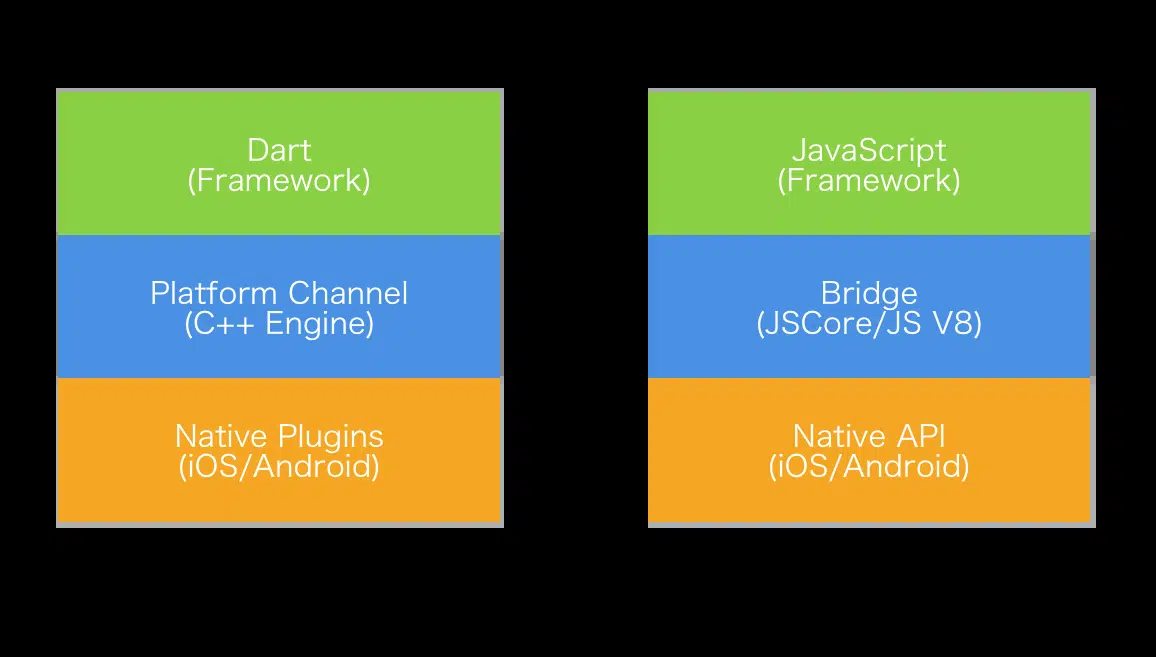 Dart
(Framework)
Platform Channel
(C++ Engine)
Native Plugins
(iOS/Android)
JavaScript
(Framework)
Bridge
(JSCore/JS V8)
Native API
(iOS/Android)